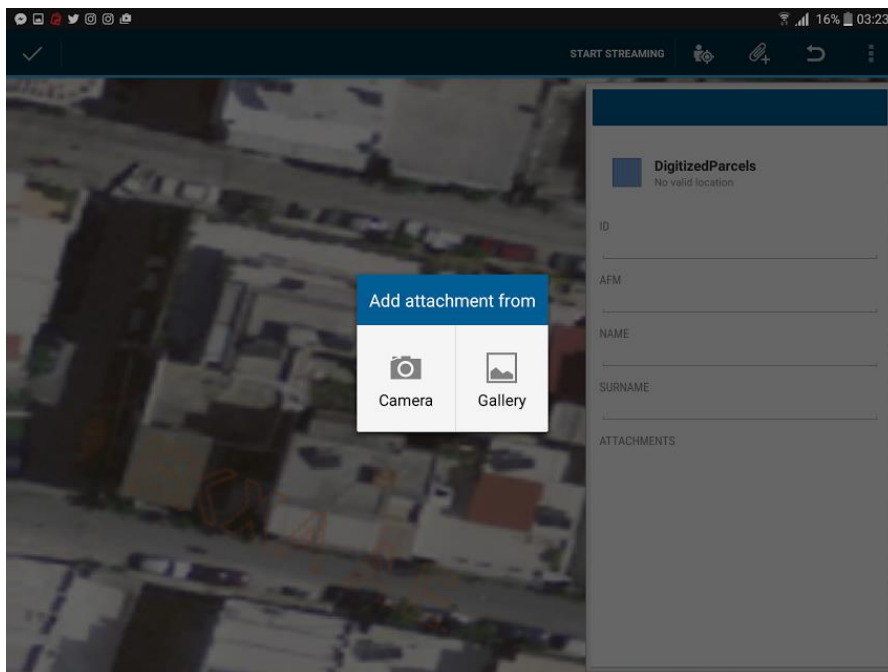 16% 03:23
START STREAMING
DigitizedParcels
No valid location
ID
AFM
NAME
SURNAME
ATTACHMENTS
Add attachment from
Camera Gallery